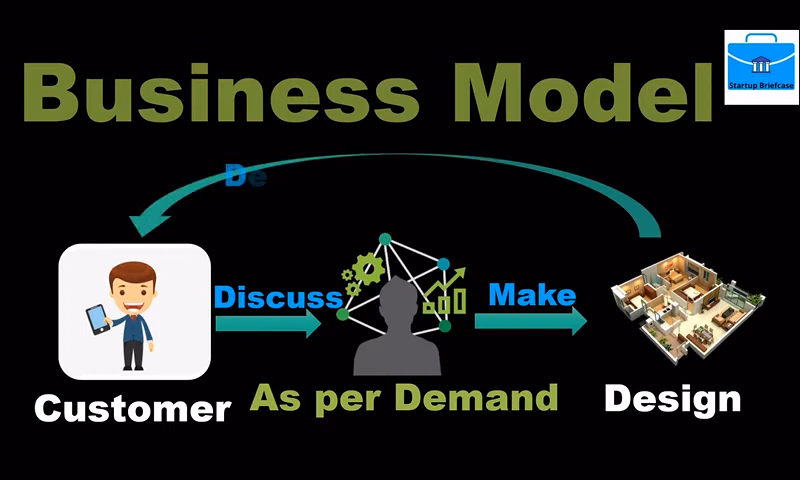 Business Model
Startup Briefcase
De
Discuss
Make
Customer
As per Demand
Design